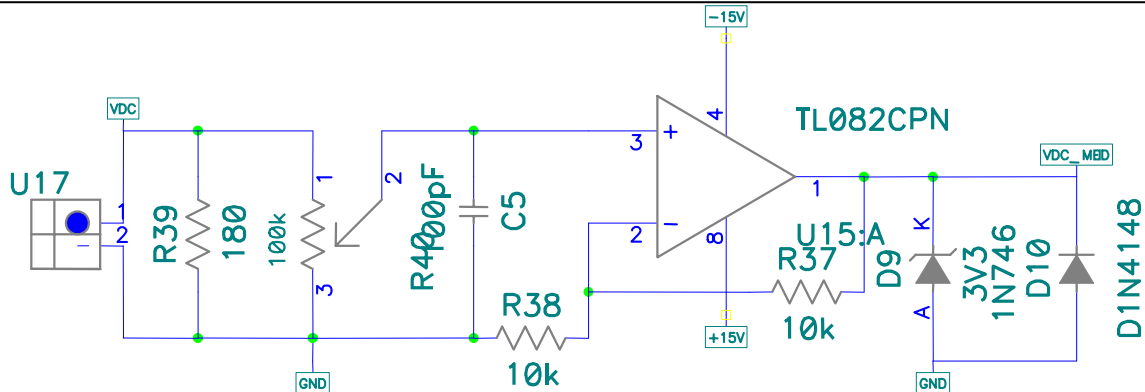 -15V
4
TL082CPN
VDC
3
+
VDC_MEID
U17
1
2
100pF
1
1
2
-
R39
180
100k
R40
C5
2
-
8
U15:A
K
D9
3V3
1N746
D10
D1N4148
3
R38
R37
A
10k
10k
+15V
GND
GND